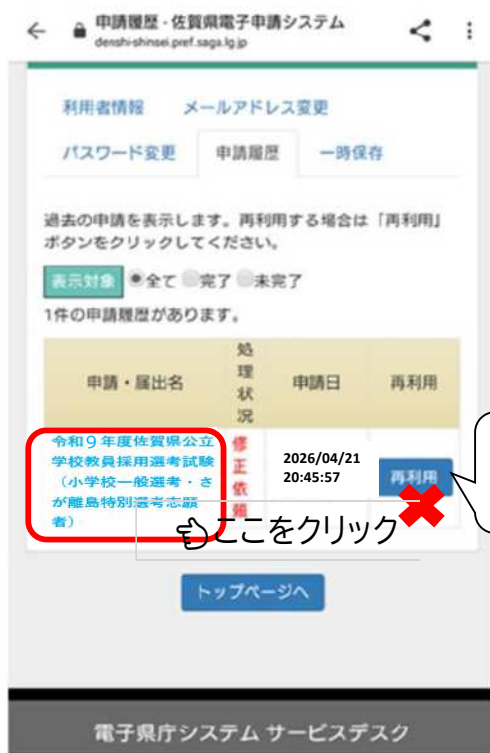 申請履歴 - 佐賀県電子申請システム
denshi-shinsei.pref.saga.lg.jp
利用者情報 メールアドレス変更
パスワード変更 申請履歴 一時保存
過去の申請を表示します。再利用する場合は「再利用」
ボタンをクリックしてください。
表示対象 全て 完了 未完了
1件の申請履歴があります。
申請・届出名 処理状況 申請日 再利用
令和９年度佐賀県公立
学校教員採用選考試験
（小学校一般選考・さ
が離島特別選考志願
者）
修正依頼
2026/04/21
20:45:57
再利用
ここをクリック
トップページへ
電子県庁システム サービスデスク